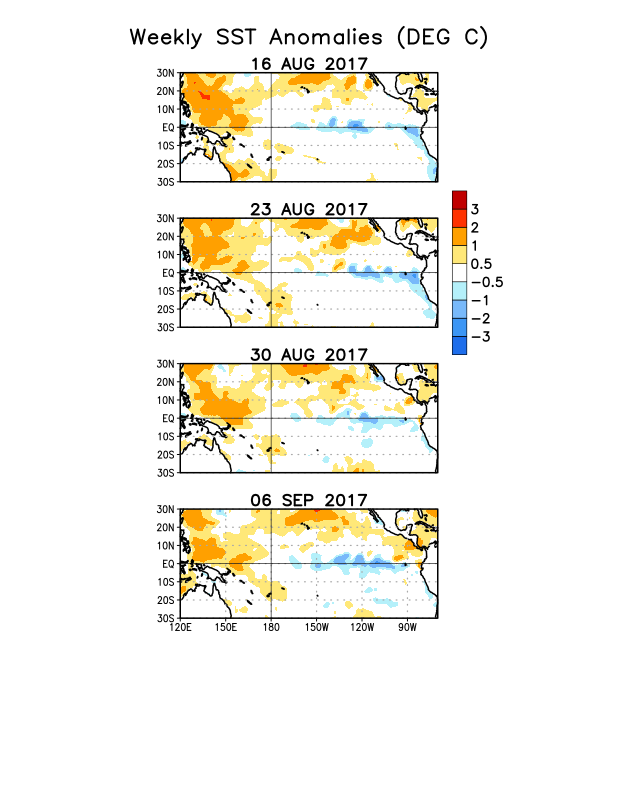 Weekly SST Anomalies (DEG C)
16 AUG 2017
30N
20N
10N
EQ
10S
20S
30S
23 AUG 2017
30N
20N
10N
EQ
10S
20S
30S
3
2
1
0.5
−0.5
−1
−2
−3
30 AUG 2017
30N
20N
10N
EQ
10S
20S
30S
06 SEP 2017
30N
20N
10N
EQ
10S
20S
30S
120E 150E 180 150W 120W 90W